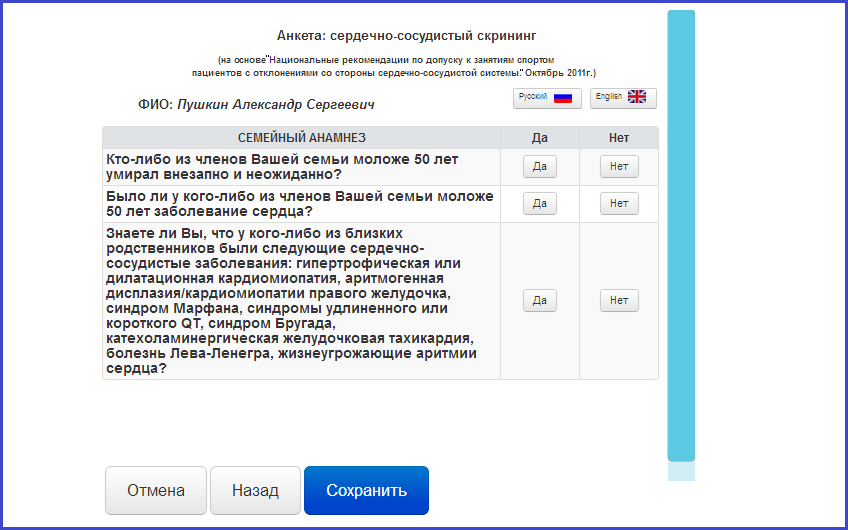 Анкета: сердечно-сосудистый скрининг
(на основе"Национальные рекомендации по допуску к занятиям спортом
пациентов с отклонениями со стороны сердечно-сосудистой системы." Октябрь 2011г.)
ФИО: Пушкин Александр Сергеевич
Русский English
СЕМЕЙНЫЙ АНАМНЕЗ Да Нет
Кто-либо из членов Вашей семьи моложе 50 лет
умирал внезапно и неожиданно?
Да Нет
Было ли у кого-либо из членов Вашей семьи моложе
50 лет заболевание сердца?
Да Нет
Знаете ли Вы, что у кого-либо из близких
родственников были следующие сердечно-
сосудистые заболевания: гипертрофическая или
дилатационная кардиомиопатия, аритмогенная
дисплазия/кардиомиопатии правого желудочка,
синдром Марфана, синдромы удлиненного или
короткого QT, синдром Бругада,
катехоламинергическая желудочковая тахикардия,
болезнь Лева-Ленегра, жизнеугрожающие аритмии
сердца?
Да Нет
Отмена Назад Сохранить